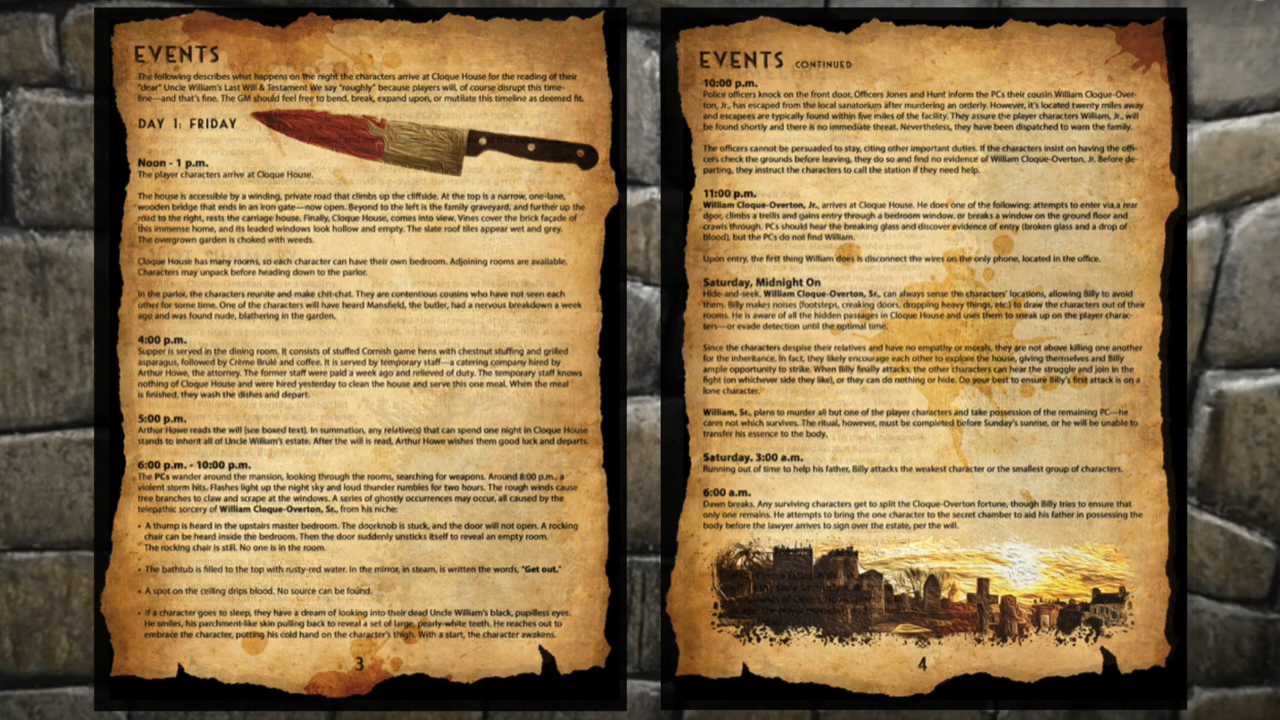 EVENTS
The following describes what happens on the night the characters arrive at Cloque House for the reading of their
"dear" Uncle William's Last Will & Testament We say "roughly" because players will, of course disrupt this time-
line—and that's fine. The GM should feel free to bend, break, expand upon, or mutilate this timeline as deemed fit.
DAY 1: FRIDAY
Noon - 1 p.m.
The player characters arrive at Cloque House.
The house is accessible by a winding, private road that climbs up the cliffside. At the top is a narrow, one-lane,
wooden bridge that ends in an iron gate—now open. Beyond to the left is the family graveyard, and further up the
road to the right, rests the carriage house. Finally, Cloque House, comes into view. Vines cover the brick façade of
this immense home, and its leaded windows look hollow and empty. The slate roof tiles appear wet and grey.
The overgrown garden is choked with weeds.
Cloque House has many rooms, so each character can have their own bedroom. Adjoining rooms are available.
Characters may unpack before heading down to the parlor.
In the parlor, the characters reunite and make chit-chat. They are contentious cousins who have not seen each
other for some time. One of the characters will have heard Mansfield, the butler, had a nervous breakdown a week
ago and was found nude, blathering in the garden.
4:00 p.m.
Supper is served in the dining room. It consists of stuffed Cornish game hens with chestnut stuffing and grilled
asparagus, followed by Crème Brulé and coffee. It is served by temporary staff—a catering company hired by
Arthur Howe, the attorney. The former staff were paid a week ago and relieved of duty. The temporary staff knows
nothing of Cloque House and were hired yesterday to clean the house and serve this one meal. When the meal
is finished, they wash the dishes and depart.
5:00 p.m.
Arthur Howe reads the will [see boxed text]. In summation, any relative(s) that can spend one night in Cloque House
stands to inherit all of Uncle William's estate. After the will is read, Arthur Howe wishes them good luck and departs.
6:00 p.m. - 10:00 p.m.
The PCs wander around the mansion, looking through the rooms, searching for weapons. Around 8:00 p.m., a
violent storm hits. Flashes light up the night sky and loud thunder rumbles for two hours. The rough winds cause
tree branches to claw and scrape at the windows. A series of ghostly occurrences may occur, all caused by the
telepathic sorcery of William Cloque-Overton, Sr., from his niche:
• A thump is heard in the upstairs master bedroom. The doorknob is stuck, and the door will not open. A rocking
chair can be heard inside the bedroom. Then the door suddenly unsticks itself to reveal an empty room.
The rocking chair is still. No one is in the room.
• The bathtub is filled to the top with rusty-red water. In the mirror, in steam, is written the words, "Get out."
• A spot on the ceiling drips blood. No source can be found.
• If a character goes to sleep, they have a dream of looking into their dead Uncle William's black, pupilless eyes.
He smiles, his parchment-like skin pulling back to reveal a set of large, pearly-white teeth. He reaches out to
embrace the character, putting his cold hand on the character's thigh. With a start, the character awakens.
3
EVENTS CONTINUED
10:00 p.m.
Police officers knock on the front door. Officers Jones and Hunt inform the PCs their cousin William Cloque-Over-
ton, Jr., has escaped from the local sanatorium after murdering an orderly. However, it's located twenty miles away
and escapees are typically found within five miles of the facility. They assure the player characters William, Jr., will
be found shortly and there is no immediate threat. Nevertheless, they have been dispatched to warn the family.
The officers cannot be persuaded to stay, citing other important duties. If the characters insist on having the offi-
cers check the grounds before leaving, they do so and find no evidence of William Cloque-Overton, Jr. Before de-
parting, they instruct the characters to call the station if they need help.
11:00 p.m.
William Cloque-Overton, Jr., arrives at Cloque House. He does one of the following: attempts to enter via a rear
door, climbs a trellis and gains entry through a bedroom window, or breaks a window on the ground floor and
crawls through. PCs should hear the breaking glass and discover evidence of entry (broken glass and a drop of
blood), but the PCs do not find William.
Upon entry, the first thing William does is disconnect the wires on the only phone, located in the office.
Saturday, Midnight On
Hide-and-seek, William Cloque-Overton, Sr., can always sense the characters' locations, allowing Billy to avoid
them. Billy makes noises (footsteps, creaking doors, dropping heavy things, etc.) to draw the characters out of their
rooms. He is aware of all the hidden passages in Cloque House and uses them to sneak up on the player charac-
ters—or evade detection until the optimal time.
Since the characters despise their relatives and have no empathy or morals, they are not above killing one another
for the inheritance. In fact, they likely encourage each other to explore the house, giving themselves and Billy
ample opportunity to strike. When Billy finally attacks, the other characters can hear the struggle and join in the
fight (on whichever side they like), or they can do nothing or hide. Do your best to ensure Billy's first attack is on a
lone character.
William, Sr., plans to murder all but one of the player characters and take possession of the remaining PC—he
cares not which survives. The ritual, however, must be completed before Sunday's sunrise, or he will be unable to
transfer his essence to the body.
Saturday. 3:00 a.m.
Running out of time to help his father, Billy attacks the weakest character or the smallest group of characters.
6:00 a.m.
Dawn breaks. Any surviving characters get to split the Cloque-Overton fortune, though Billy tries to ensure that
only one remains. He attempts to bring the one character to the secret chamber to aid his father in possessing the
body before the lawyer arrives to sign over the estate, per the will.
4